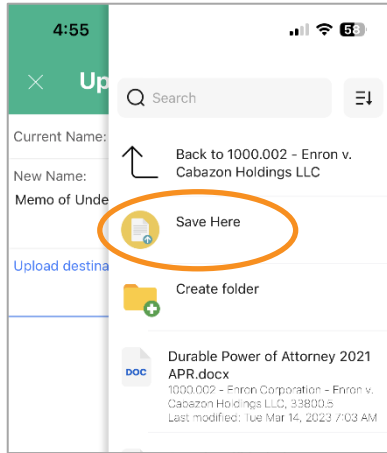 4:55
58
Up
Search
Current Name:
Back to 1000.002 - Enron v.
Cabazon Holdings LLC
New Name:
Memo of Unde
Save Here
Upload destina
Create folder
Durable Power of Attorney 2021
APR.docx
DOC
1000.002 - Enron Corporation - Enron v.
Cabazon Holdings LLC, 33800.5
Last modified: Tue Mar 14, 2023 7:03 AM